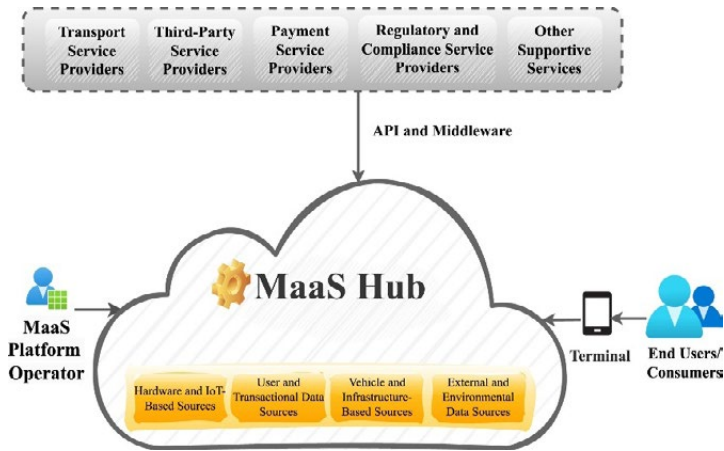 Transport
Service
Providers
Third-Party
Service
Providers
Payment
Service
Providers
Regulatory and
Compliance Service
Providers
Other
Supportive
Services
API and Middleware
MaaS Hub
MaaS
Platform
Operator
Terminal
End Users/
Consumers
Hardware and IoT-
Based Sources
User and
Transactional Data
Sources
Vehicle and
Infrastructure-
Based Sources
External and
Environmental
Data Sources